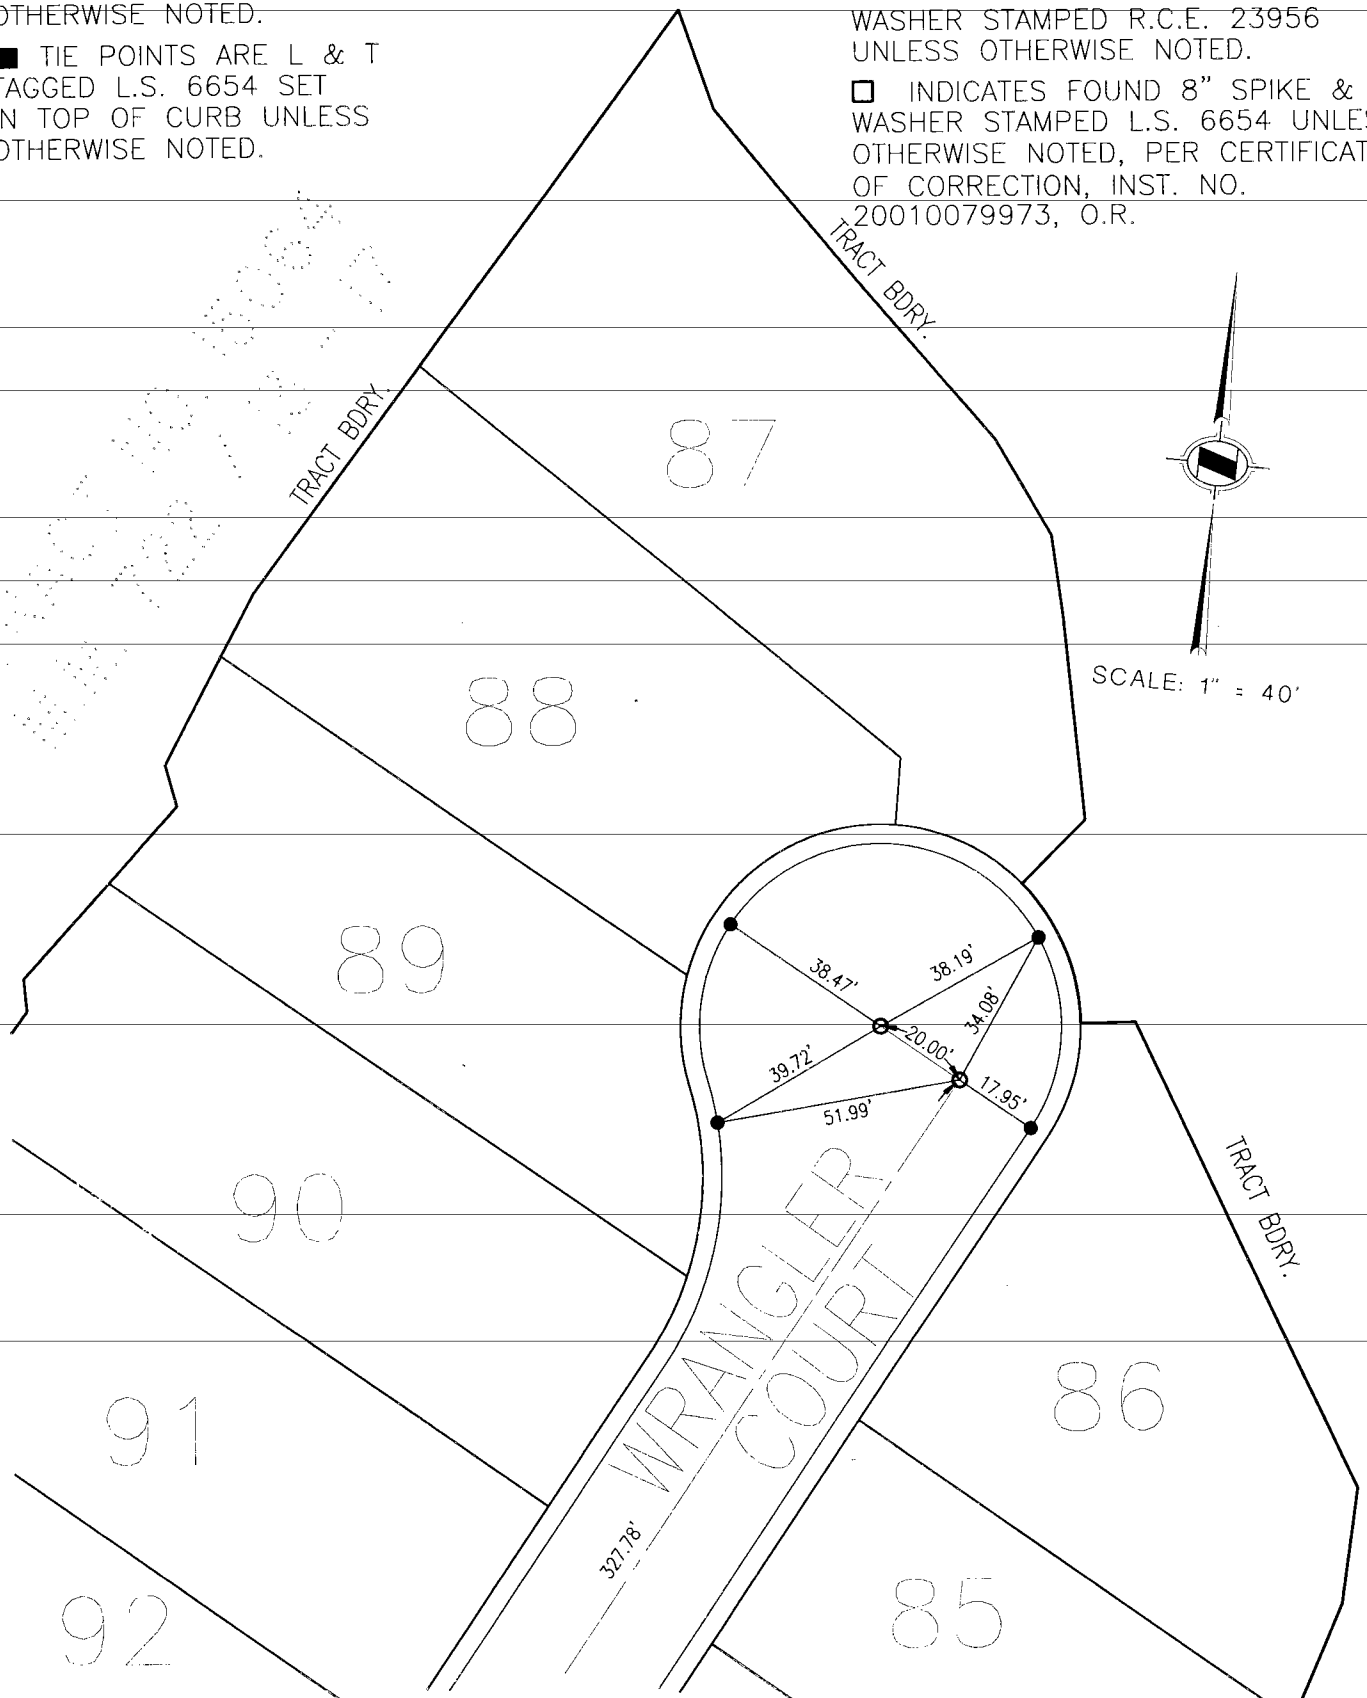 OTHERWISE NOTED.
■ TIE POINTS ARE L & T
TAGGED L.S. 6654 SET
IN TOP OF CURB UNLESS
OTHERWISE NOTED.
WASHER STAMPED R.C.E. 23956
UNLESS OTHERWISE NOTED.
□ INDICATES FOUND 8" SPIKE &
WASHER STAMPED L.S. 6654 UNLES
OTHERWISE NOTED, PER CERTIFICAT
OF CORRECTION, INST. NO.
20010079973, O.R.
TRACT BDRY.
TRACT BDRY.
87
SCALE: 1" = 40'
88
89
38.47'
38.19'
34.08'
20.00'
39.72'
17.95'
51.99'
90
TRACT BDRY.
WRANGLER
COURT
86
91
327.78'
85
92